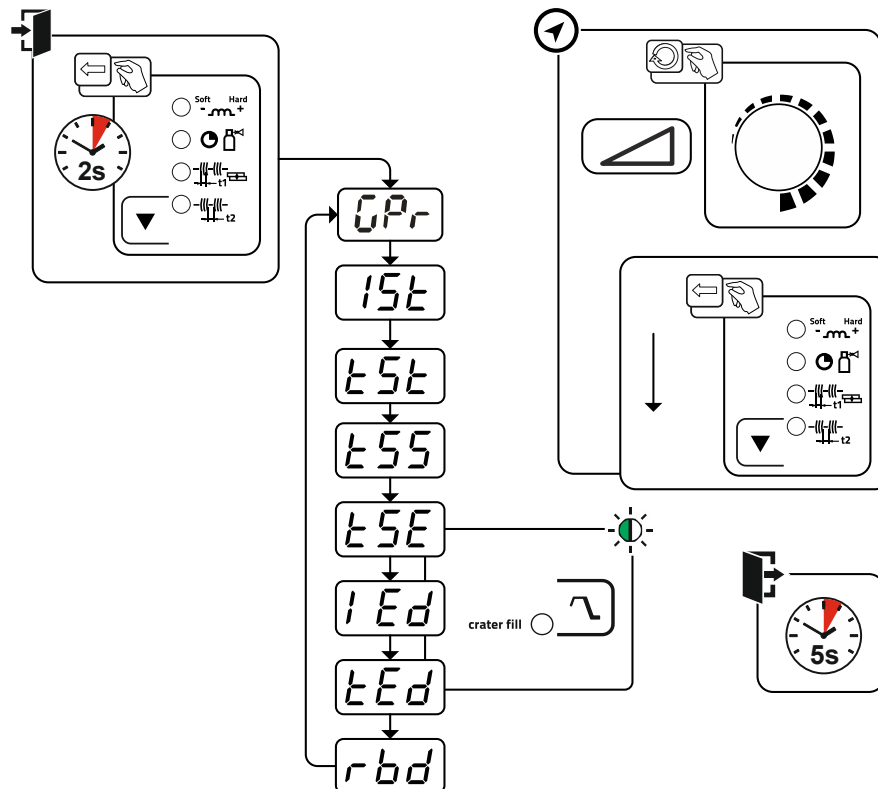 Soft Hard
- +
2s
t1
t2
GPr
ISt
tSt
tSS
tSE
I Ed
tEd
rbd
crater fill
Soft Hard
- +
t1
t2
5s